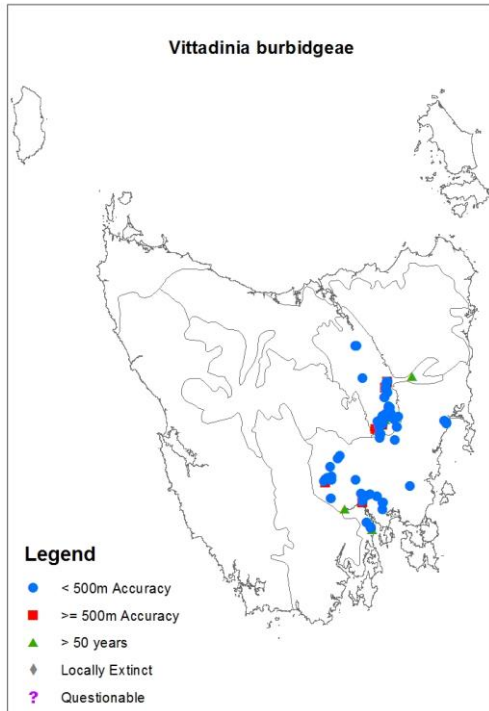 Vittadinia burbidgeae
Legend
< 500m Accuracy
>= 500m Accuracy
> 50 years
Locally Extinct
? Questionable